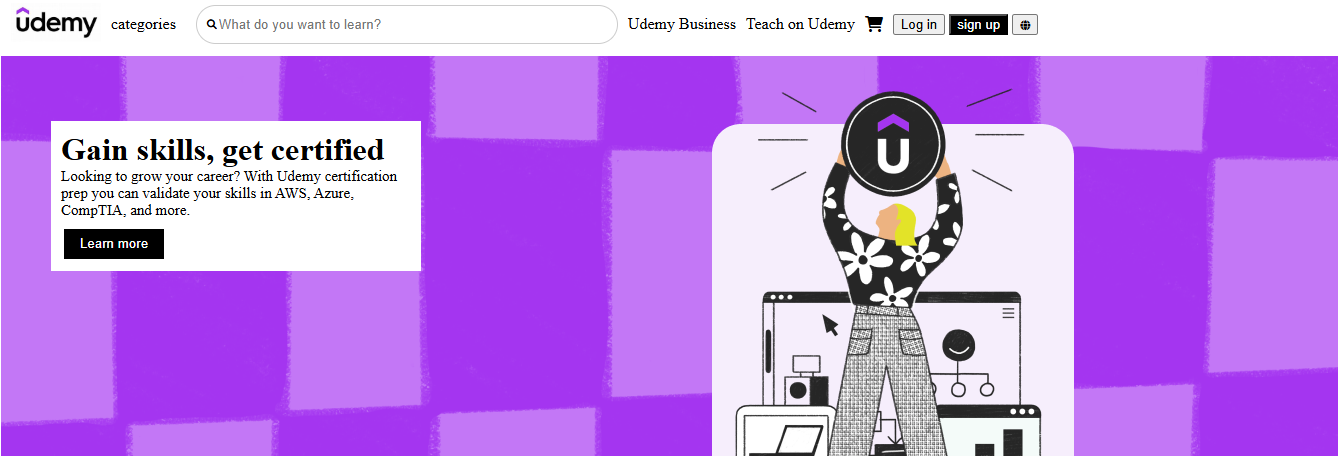 udemy categories What do you want to learn? Udemy Business Teach on Udemy Log in sign up
Gain skills, get certified
Looking to grow your career? With Udemy certification
prep you can validate your skills in AWS, Azure,
CompTIA, and more.
Learn more
U